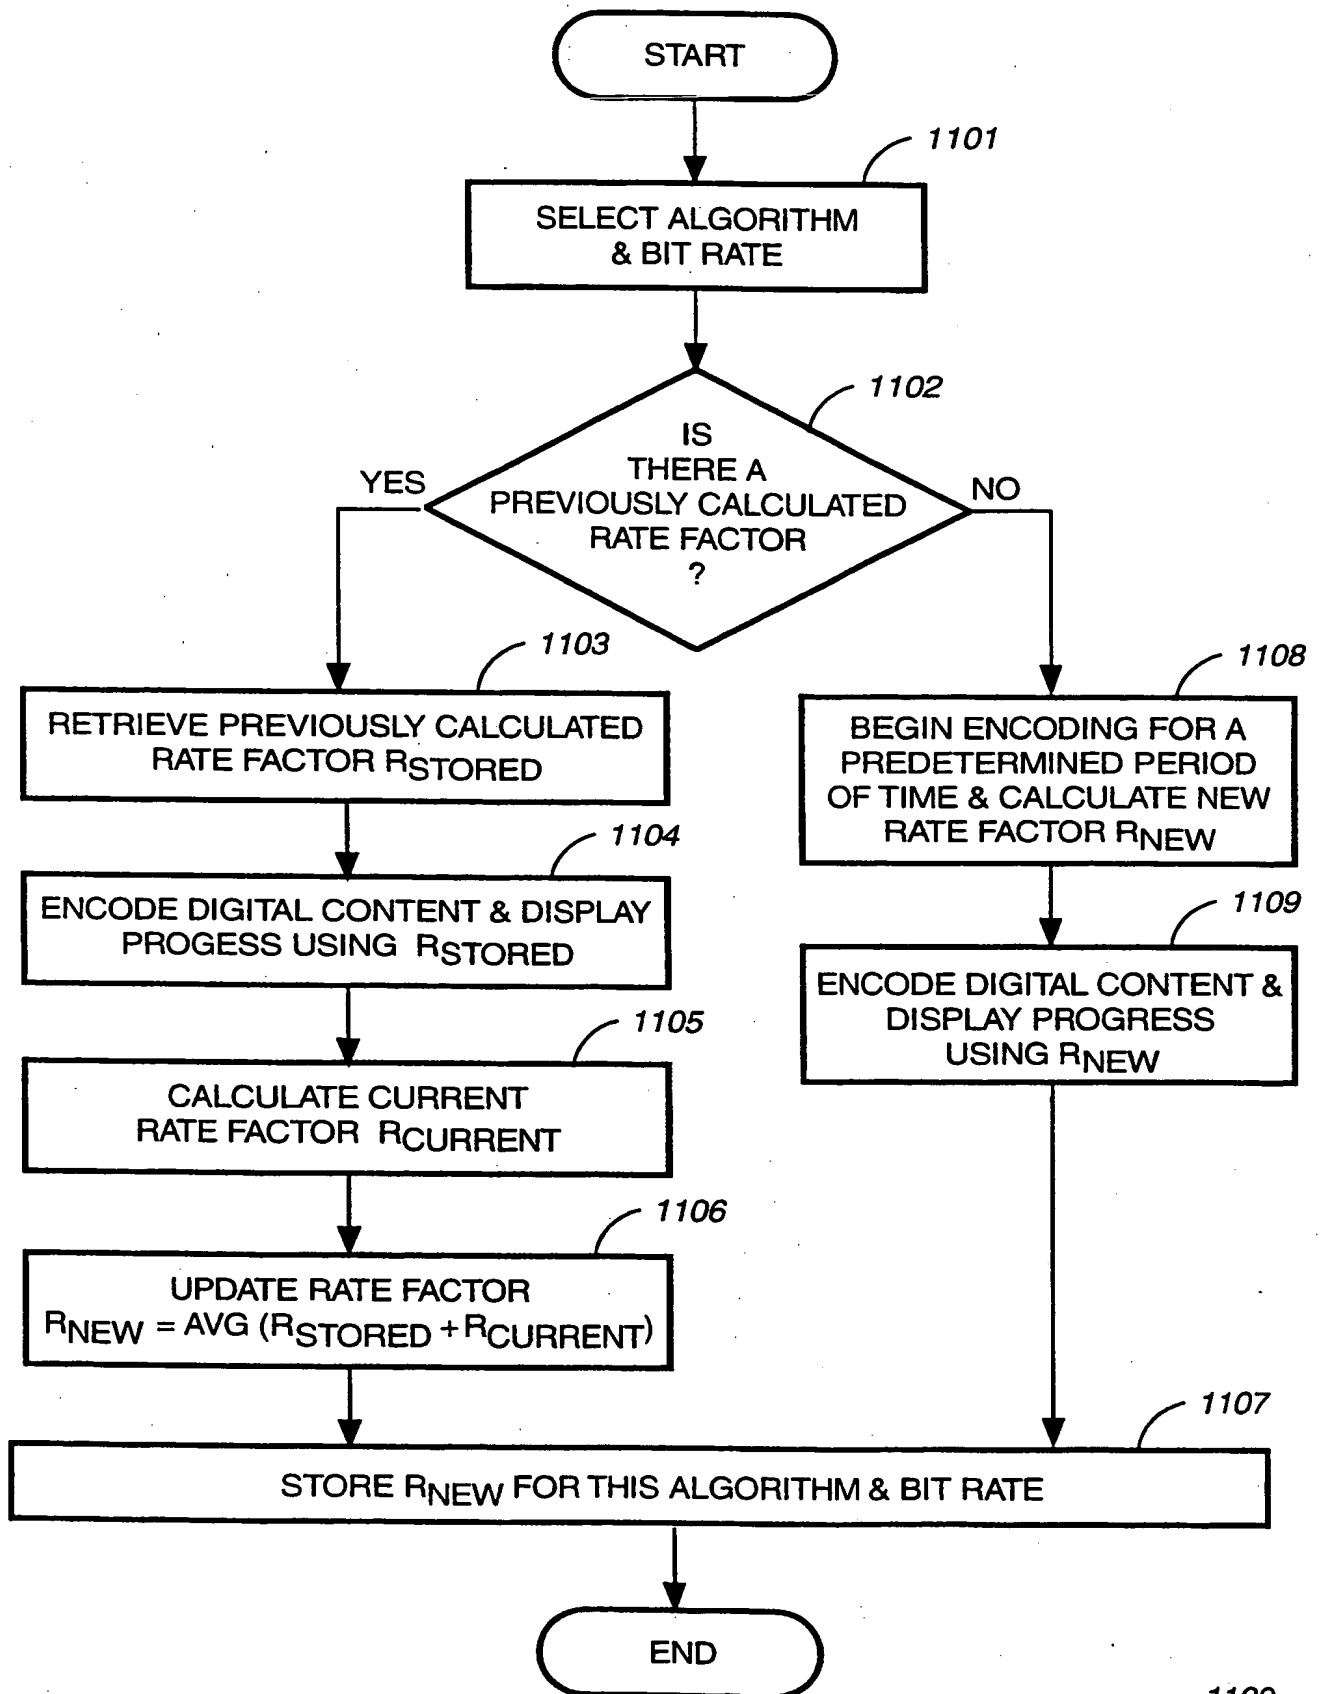 START
1101
SELECT ALGORITHM
& BIT RATE
1102
IS
THERE A
PREVIOUSLY CALCULATED
RATE FACTOR
?
YES
NO
1103
RETRIEVE PREVIOUSLY CALCULATED
RATE FACTOR RSTORED
1104
ENCODE DIGITAL CONTENT & DISPLAY
PROGESS USING RSTORED
1105
CALCULATE CURRENT
RATE FACTOR RCURRENT
1106
UPDATE RATE FACTOR
RNEW = AVG (RSTORED + RCURRENT)
1108
BEGIN ENCODING FOR A
PREDETERMINED PERIOD
OF TIME & CALCULATE NEW
RATE FACTOR RNEW
1109
ENCODE DIGITAL CONTENT &
DISPLAY PROGRESS
USING RNEW
1107
STORE RNEW FOR THIS ALGORITHM & BIT RATE
END